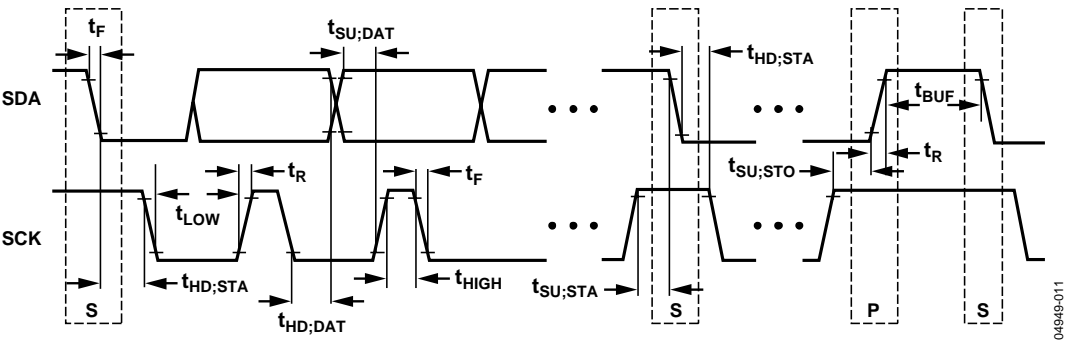 tF
tSU;DAT
tHD;STA
SDA
tBUF
tR
tF
tSU;STO
tR
tLOW
SCK
tHD;STA
tHIGH
tSU;STA
tHD;DAT
S
S
P
S
04949-011